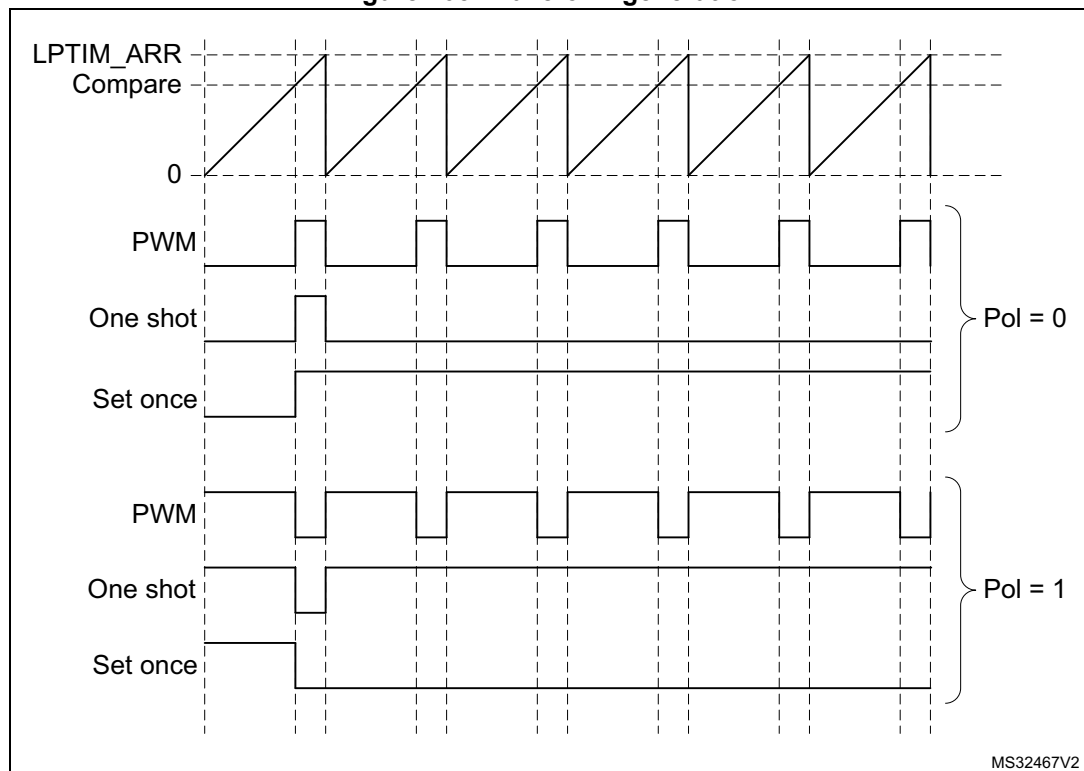 LPTIM_ARR
Compare
0
PWM
One shot
Pol = 0
Set once
PWM
One shot
Pol = 1
Set once
MS32467V2